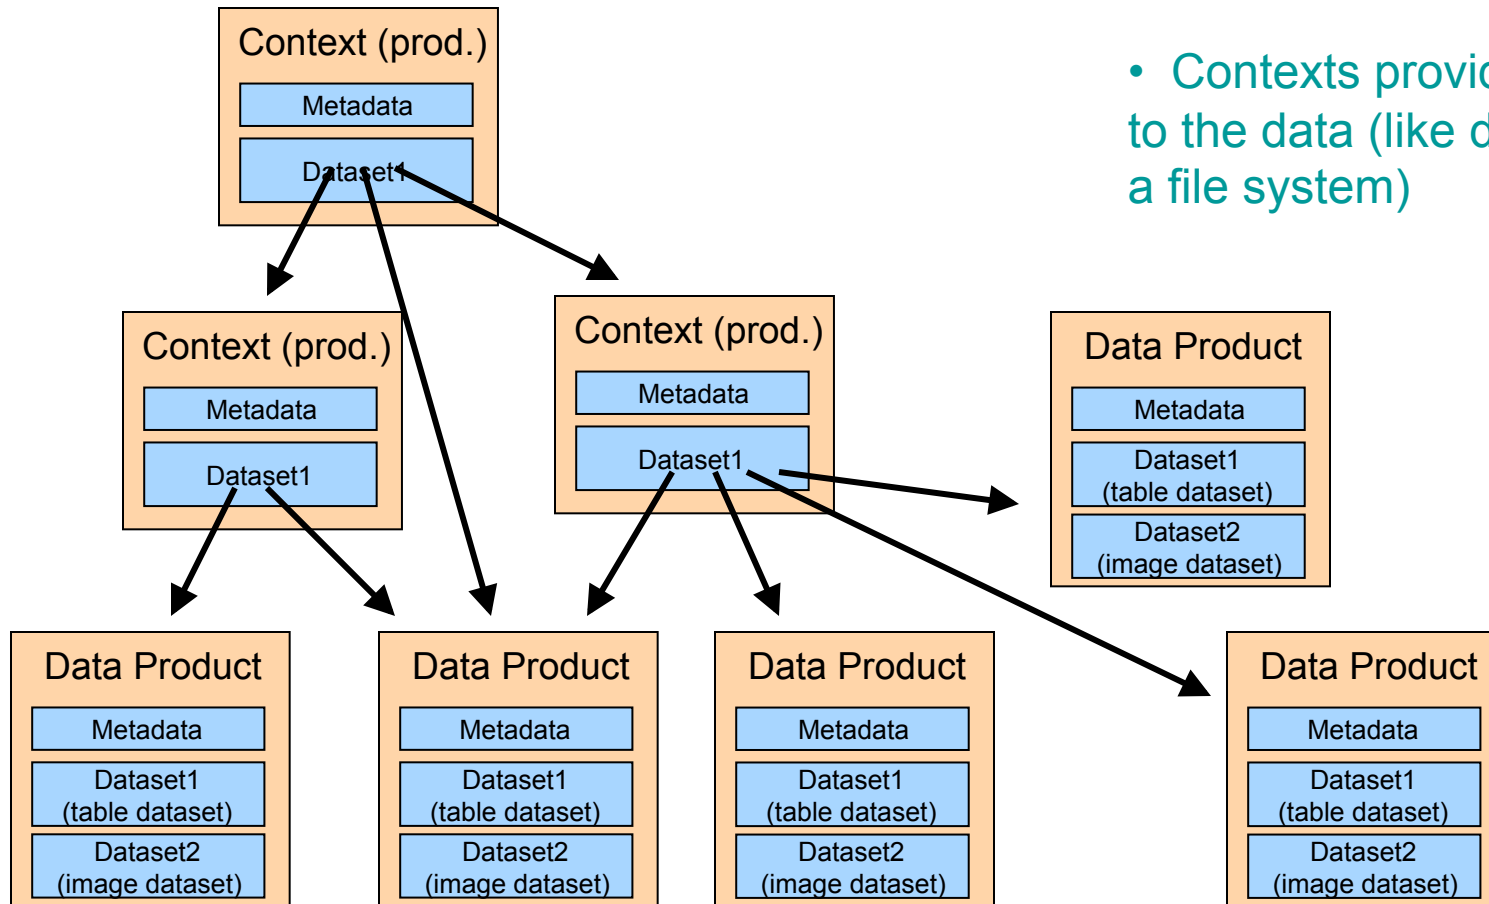 Context (prod.)
Metadata
Dataset1
• Contexts provid
to the data (like d
a file system)
Context (prod.)
Metadata
Dataset1
Context (prod.)
Metadata
Dataset1
Data Product
Metadata
Dataset1
(table dataset)
Dataset2
(image dataset)
Data Product
Metadata
Dataset1
(table dataset)
Dataset2
(image dataset)
Data Product
Metadata
Dataset1
(table dataset)
Dataset2
(image dataset)
Data Product
Metadata
Dataset1
(table dataset)
Dataset2
(image dataset)
Data Product
Metadata
Dataset1
(table dataset)
Dataset2
(image dataset)